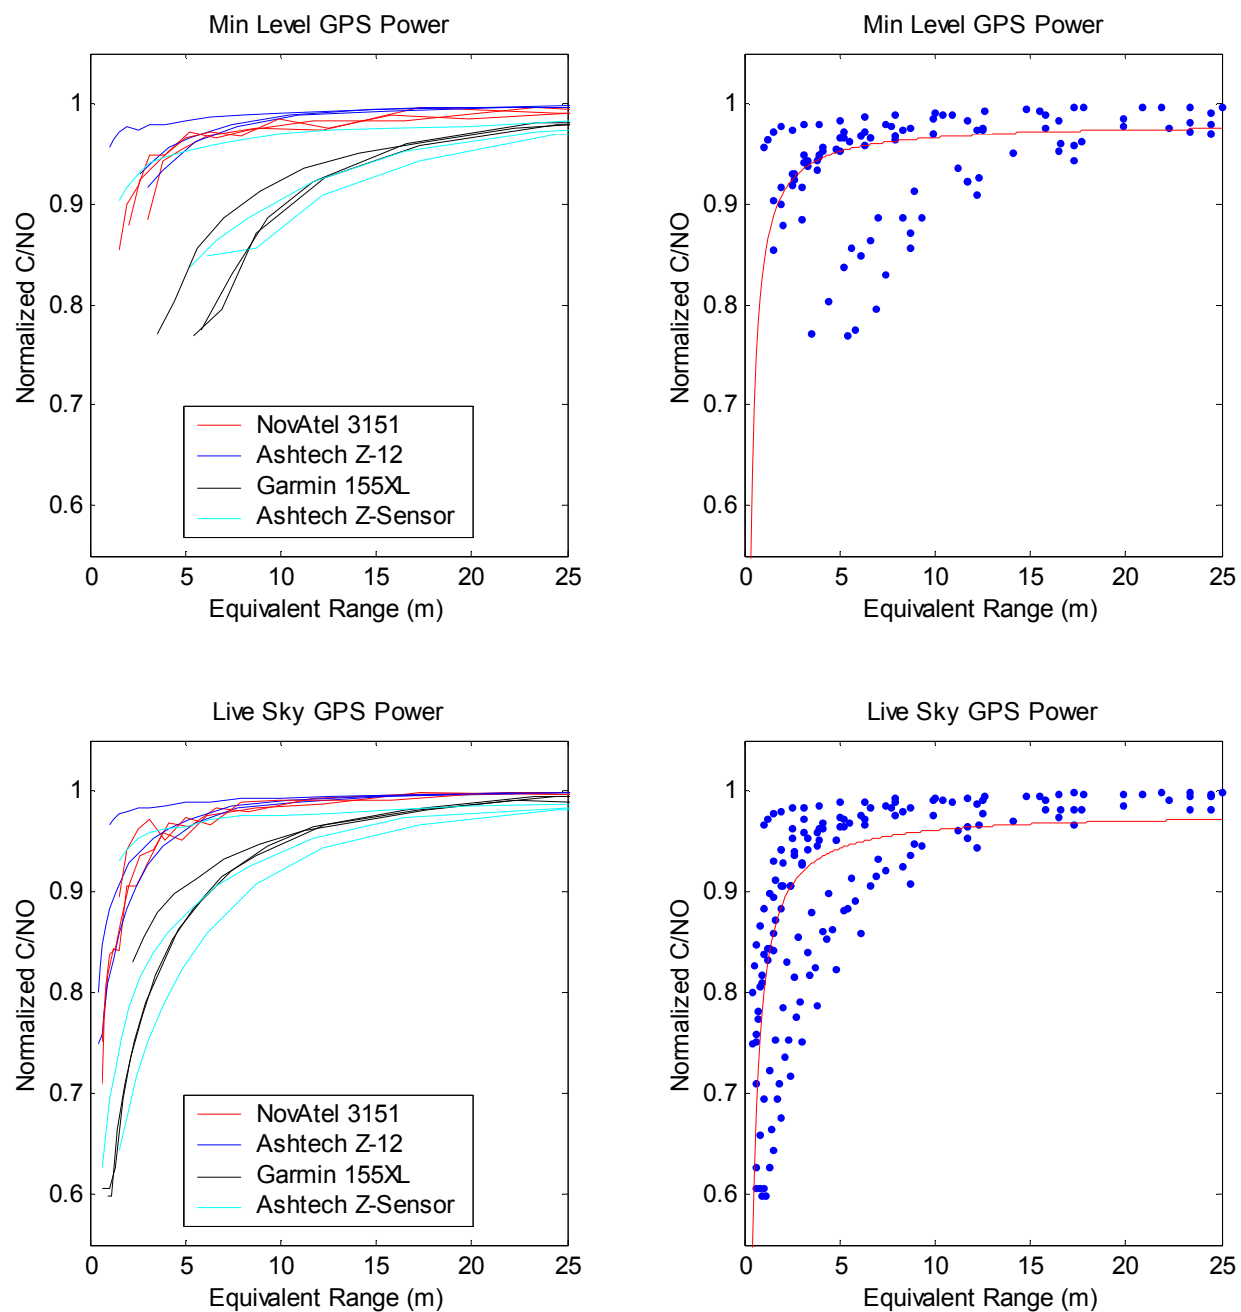 Min Level GPS Power
Normalized C/NO
1
0.9
0.8
0.7
0.6
NovAtel 3151
Ashtech Z-12
Garmin 155XL
Ashtech Z-Sensor
0 5 10 15 20 25
Equivalent Range (m)
Min Level GPS Power
Normalized C/NO
1
0.9
0.8
0.7
0.6
0 5 10 15 20 25
Equivalent Range (m)
Live Sky GPS Power
Normalized C/NO
1
0.9
0.8
0.7
0.6
NovAtel 3151
Ashtech Z-12
Garmin 155XL
Ashtech Z-Sensor
0 5 10 15 20 25
Equivalent Range (m)
Live Sky GPS Power
Normalized C/NO
1
0.9
0.8
0.7
0.6
0 5 10 15 20 25
Equivalent Range (m)